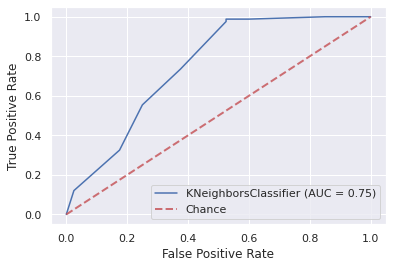 1.0
0.8
0.6
0.4
0.2
0.0
True Positive Rate
KNeighborsClassifier (AUC = 0.75)
Chance
0.0 0.2 0.4 0.6 0.8 1.0
False Positive Rate